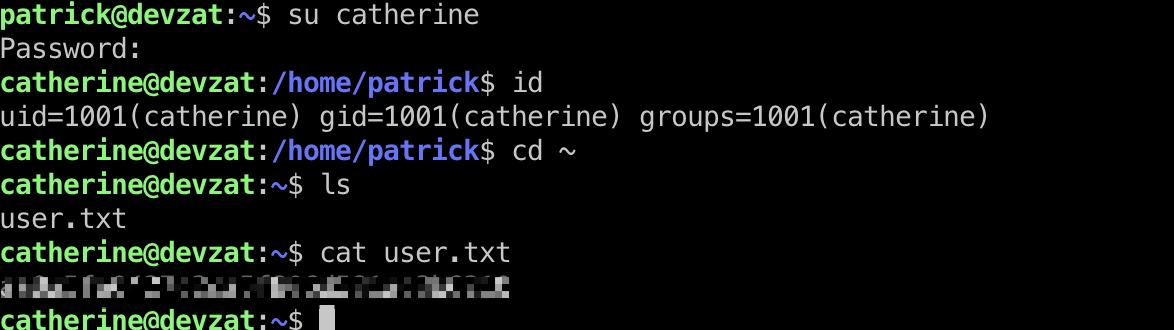 patrick@devzat:~$ su catherine
Password:
catherine@devzat:/home/patrick$ id
uid=1001(catherine) gid=1001(catherine) groups=1001(catherine)
catherine@devzat:/home/patrick$ cd ~
catherine@devzat:~$ ls
user.txt
catherine@devzat:~$ cat user.txt
catherine@devzat:~$